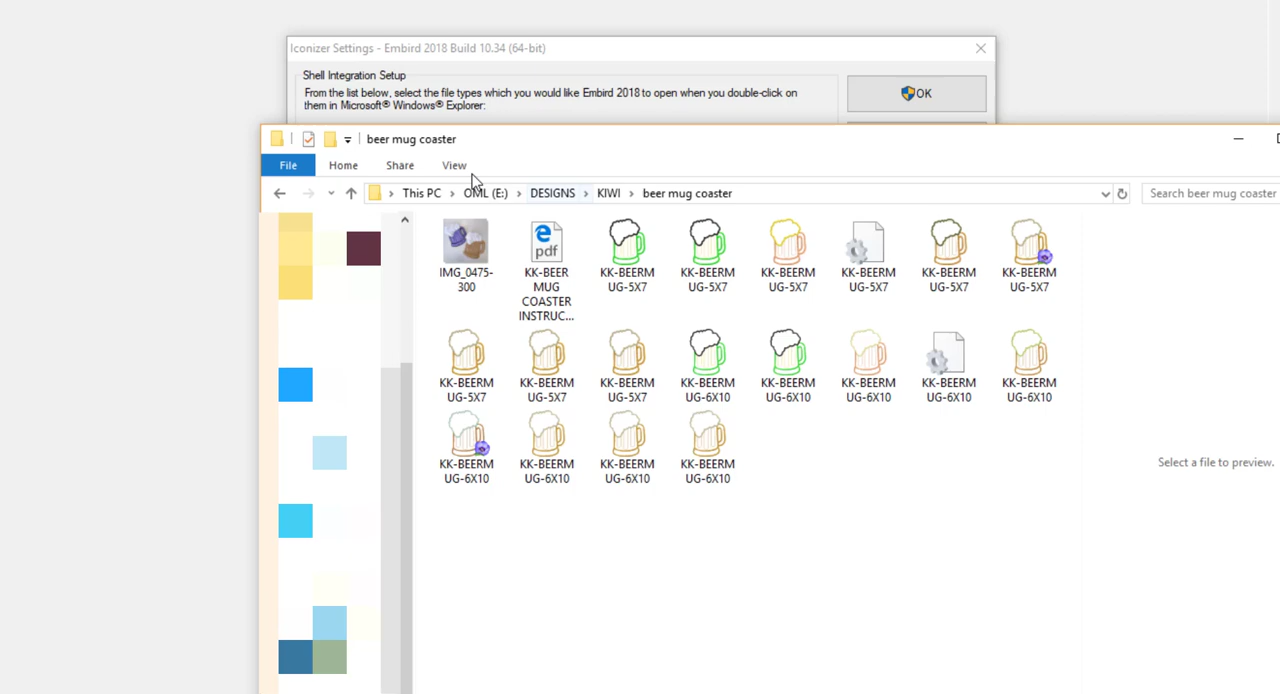 Iconizer Settings - Embird 2018 Build 10.34 (64-bit)
Shell Integration Setup
From the list below, select the file types which you would like Embird 2018 to open when you double-click on
them in Microsoft® Windows® Explorer:
OK
beer mug coaster
File Home Share View
This PC > OML (E:) > DESIGNS > KIWI > beer mug coaster
Search beer mug coaster
IMG_0475-
300
pdf
KK-BEER
MUG
COASTER
INSTRUC...
KK-BEERM
UG-5X7
KK-BEERM
UG-5X7
KK-BEERM
UG-5X7
KK-BEERM
UG-5X7
KK-BEERM
UG-5X7
KK-BEERM
UG-5X7
KK-BEERM
UG-5X7
KK-BEERM
UG-5X7
KK-BEERM
UG-5X7
KK-BEERM
UG-6X10
KK-BEERM
UG-6X10
KK-BEERM
UG-6X10
KK-BEERM
UG-6X10
KK-BEERM
UG-6X10
KK-BEERM
UG-6X10
KK-BEERM
UG-6X10
KK-BEERM
UG-6X10
KK-BEERM
UG-6X10
Select a file to preview.